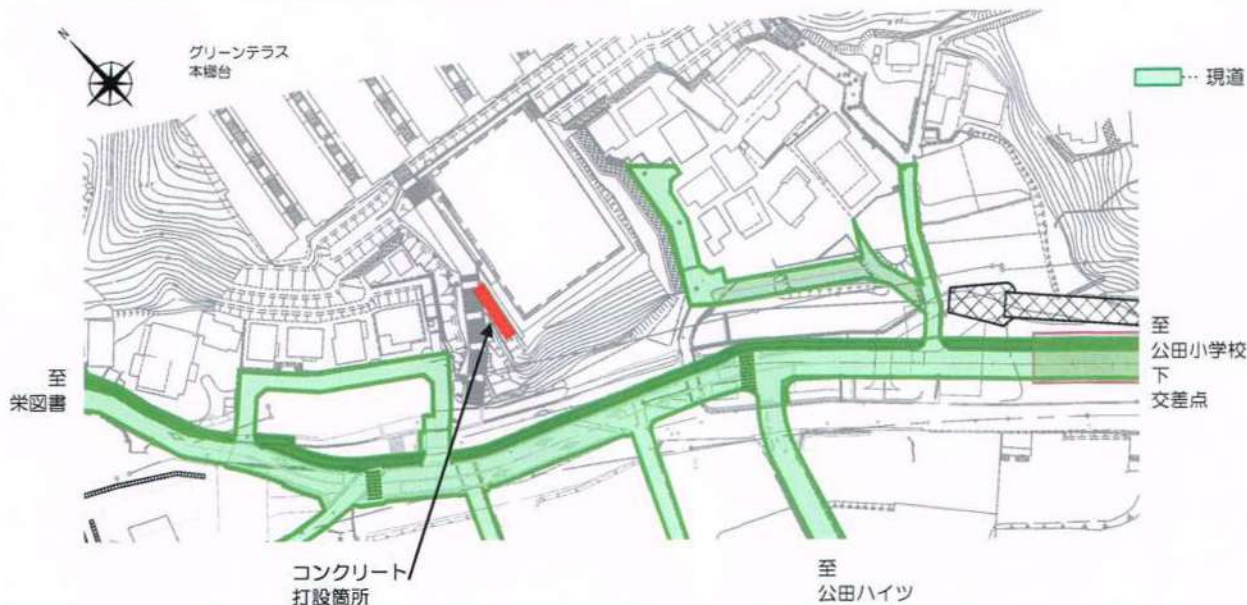 N
グリーンテラス
本郷台
… 現道
至
公田小学校
下
交差点
至
栄図書
コンクリート
打設箇所
至
公田ハイツ